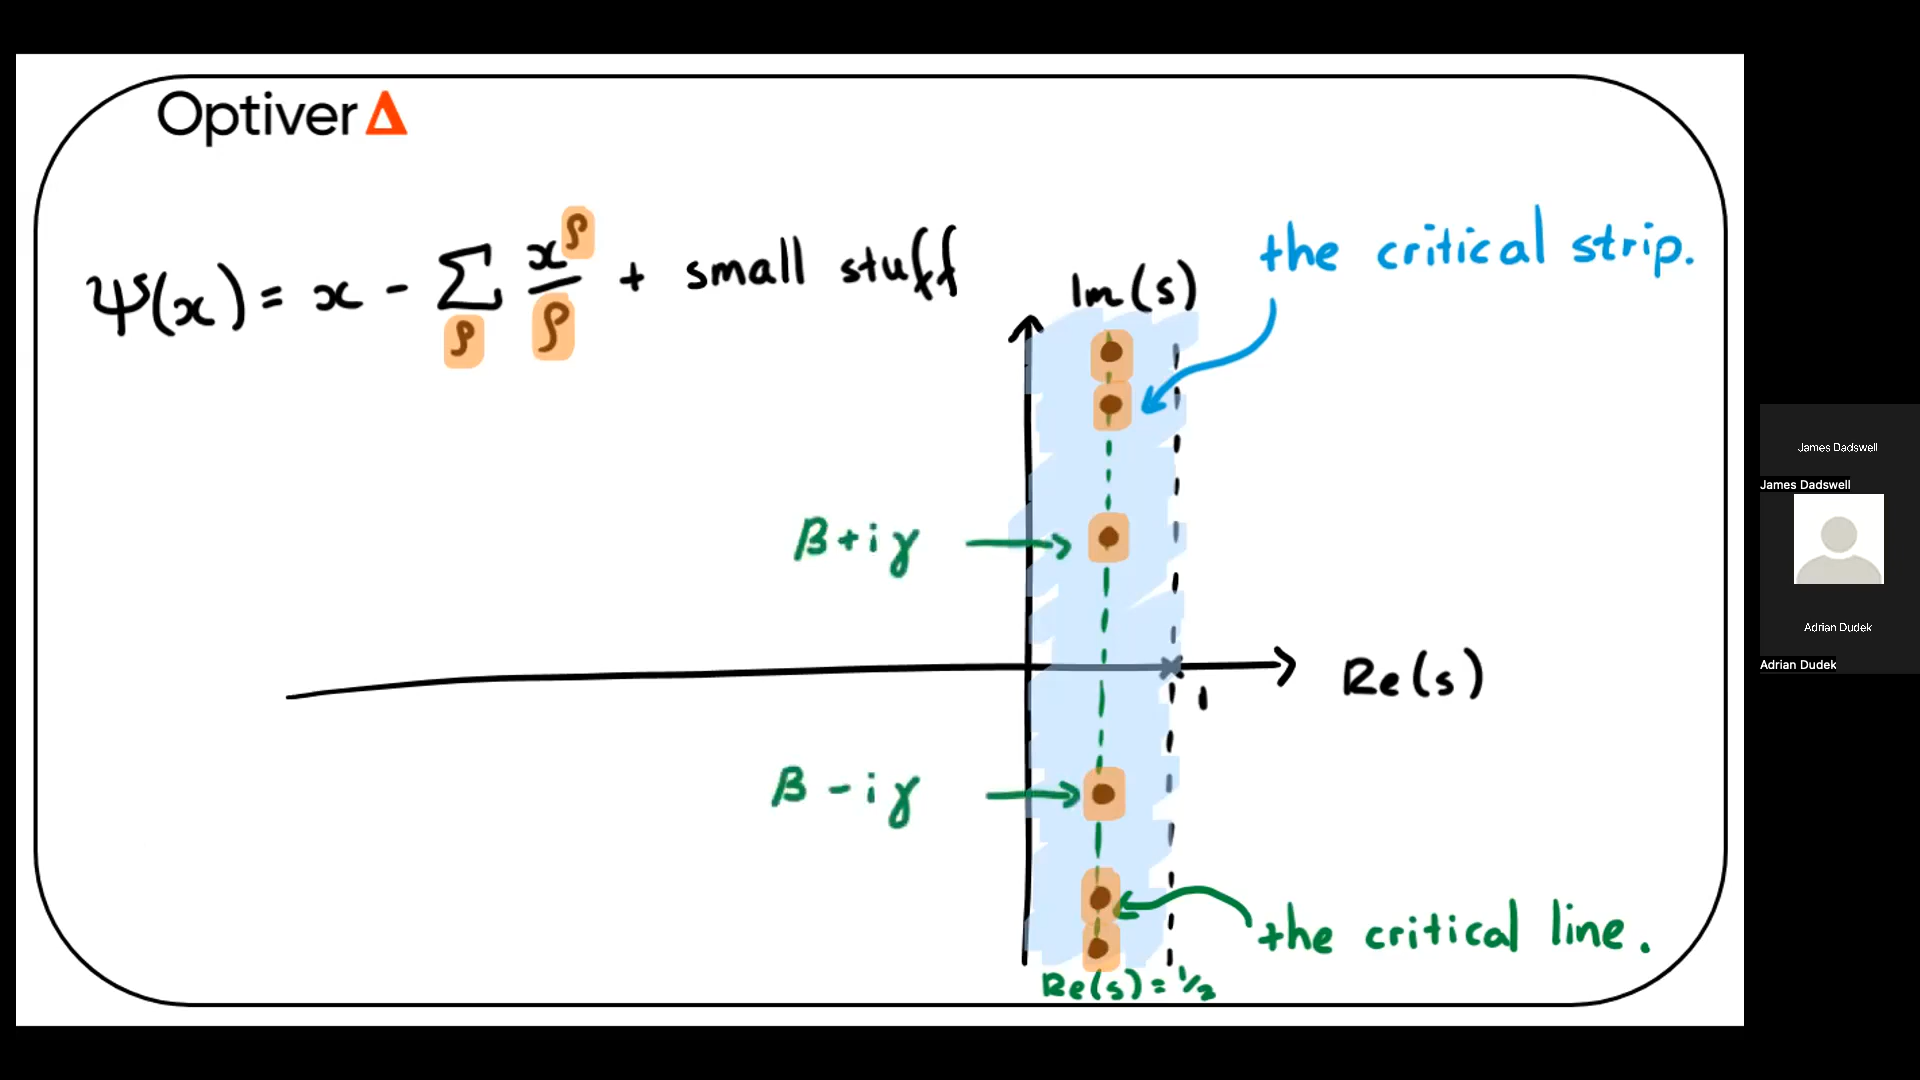 Optiver
Ψ(x) = x - Σ_ρ x^ρ/ρ + small stuff
the critical strip.
Im(s)
β+iγ
Re(s)
1
β-iγ
the critical line.
Re(s)=1/2
James Dadswell
James Dadswell
Adrian Dudek
Adrian Dudek